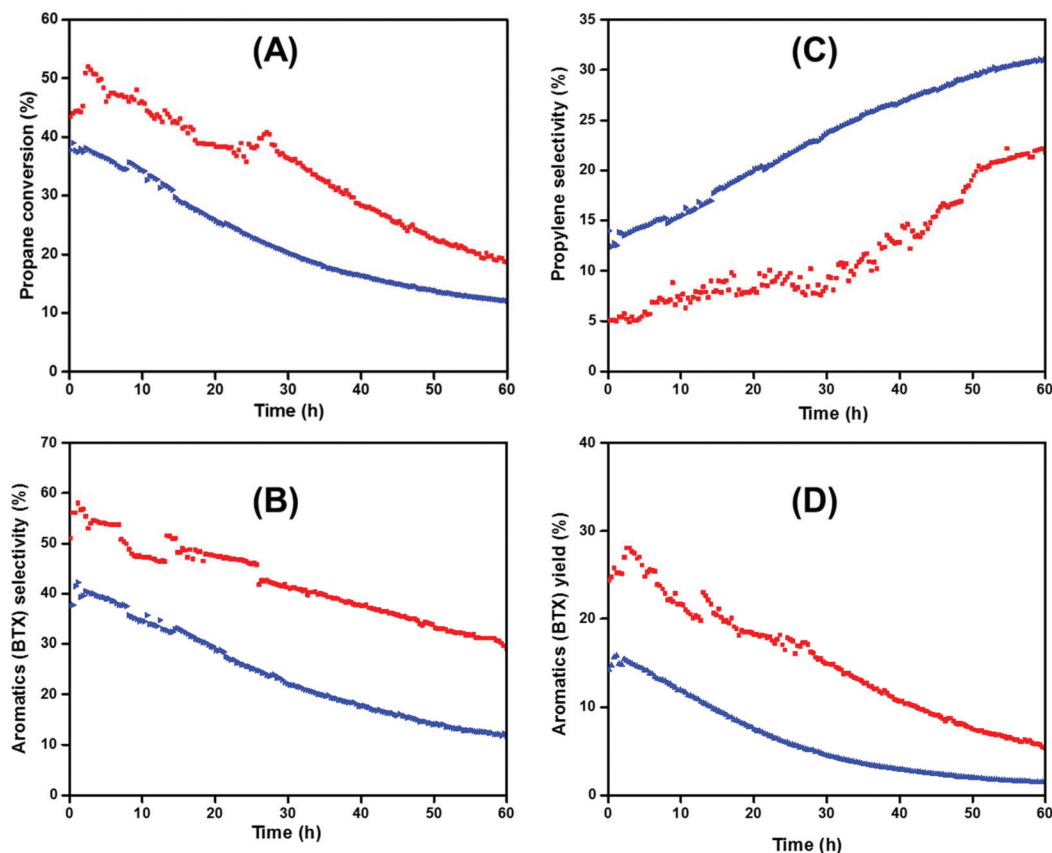 (A)
Propane conversion (%)
60
50
40
30
20
10
0
0 10 20 30 40 50 60
Time (h)
(C)
Propylene selectivity (%)
35
30
25
20
15
10
5
0
0 10 20 30 40 50 60
Time (h)
(B)
Aromatics (BTX) selectivity (%)
70
60
50
40
30
20
10
0
0 10 20 30 40 50 60
Time (h)
(D)
Aromatics (BTX) yield (%)
40
30
20
10
0
0 10 20 30 40 50 60
Time (h)